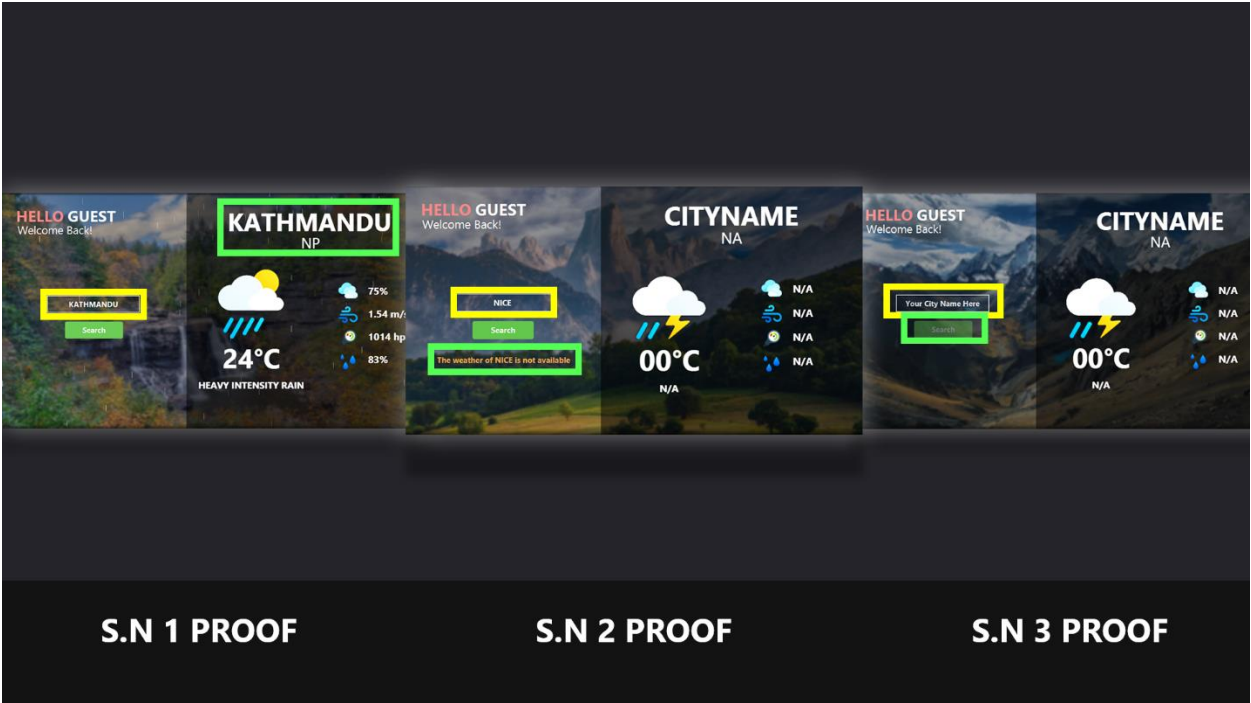 HELLO GUEST
Welcome Back!
KATHMANDU
Search
KATHMANDU
NP
75%
1.54 m/s
1014 hp
83%
24°C
HEAVY INTENSITY RAIN
HELLO GUEST
Welcome Back!
NICE
Search
The weather of NICE is not available
CITYNAME
NA
N/A
N/A
N/A
N/A
00°C
N/A
HELLO GUEST
Welcome Back!
Your City Name Here
Search
CITYNAME
NA
N/A
N/A
N/A
N/A
00°C
N/A
S.N 1 PROOF
S.N 2 PROOF
S.N 3 PROOF